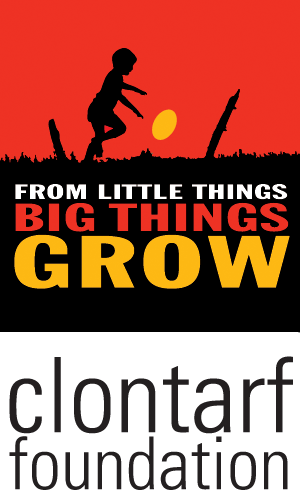 FROM LITTLE THINGS
BIG THINGS
GROW
clontarf
foundation